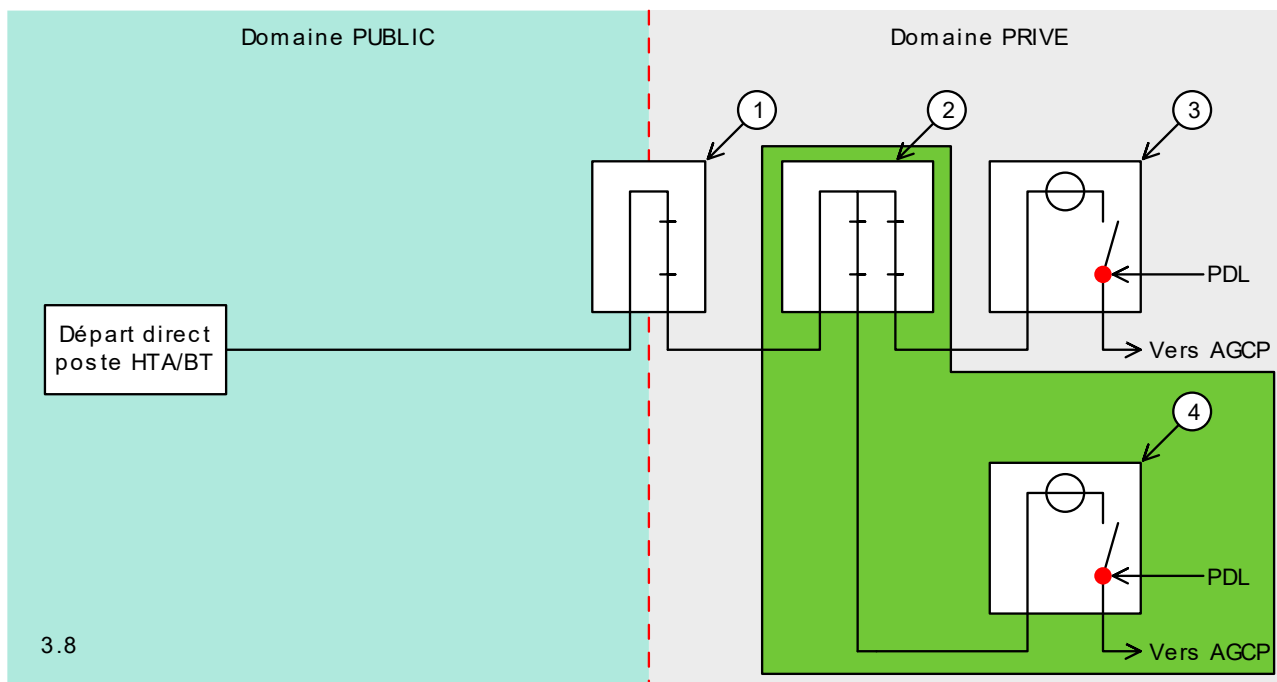 Domaine PUBLIC
Domaine PRIVE
1
2
3
PDL
Départ direct
poste HTA/BT
Vers AGCP
4
PDL
3.8
Vers AGCP